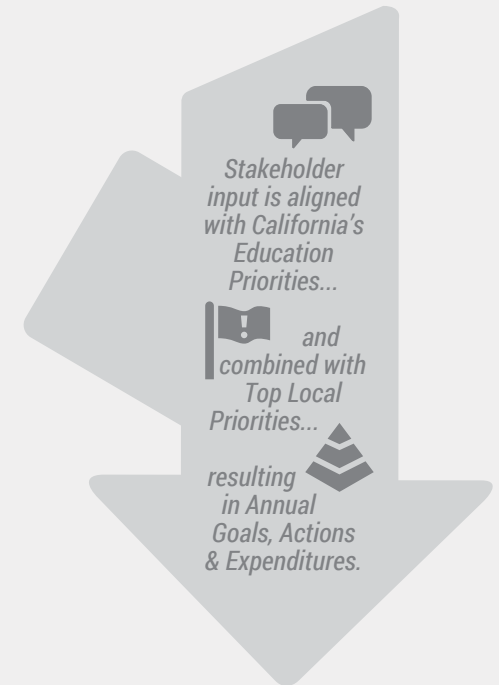 Stakeholder
input is aligned
with California's
Education
Priorities...
!
and
combined with
Top Local
Priorities...
resulting
in Annual
Goals, Actions
& Expenditures.